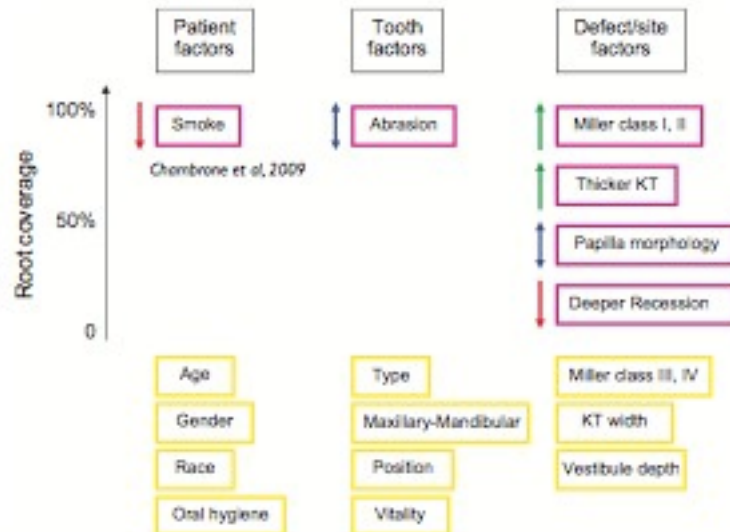 Patient
factors
Tooth
factors
Defect/site
factors
Root coverage
100%
50%
0
Smoke
Chambrone et al, 2009
Abrasion
Miller class I, II
Thicker KT
Papilla morphology
Deeper Recession
Age
Type
Miller class III, IV
Gender
Maxillary-Mandibular
KT width
Race
Position
Vestibule depth
Oral hygiene
Vitality